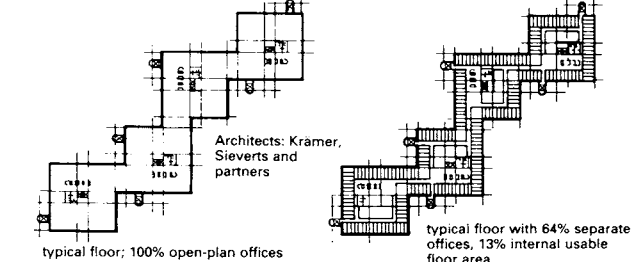 Architects: Krämer,
Sieverts and
partners
typical floor; 100% open-plan offices
typical floor with 64% separate
offices, 13% internal usable
floor area